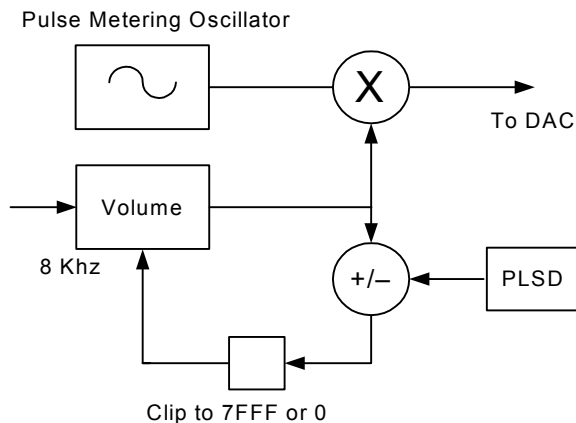 Pulse Metering Oscillator
X
To DAC
Volume
8 Khz
+/–
PLSD
Clip to 7FFF or 0